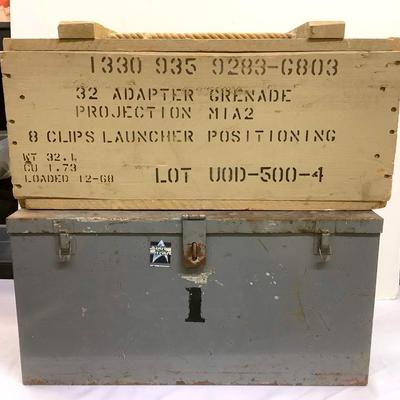 1330 935 9283-G803
32 ADAPTER GRENADE
PROJECTION M1A2
8 CLIPS LAUNCHER POSITIONING
WT 32.
CU 1.73
LOADED 12-68
LOT UOD-500-4
1